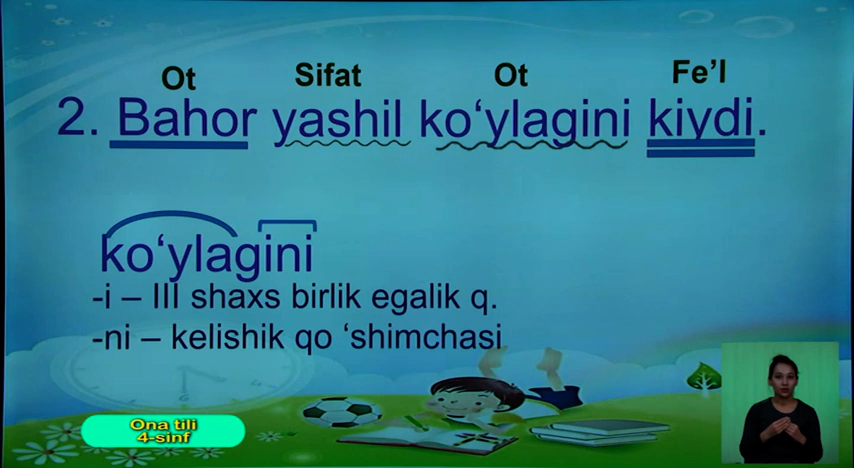 Ot Sifat Ot Fe’l
2. Bahor yashil ko‘ylagini kiydi.
ko‘ylagini
-i – III shaxs birlik egalik q.
-ni – kelishik qo ‘shimchasi
Ona tili
4-sinf